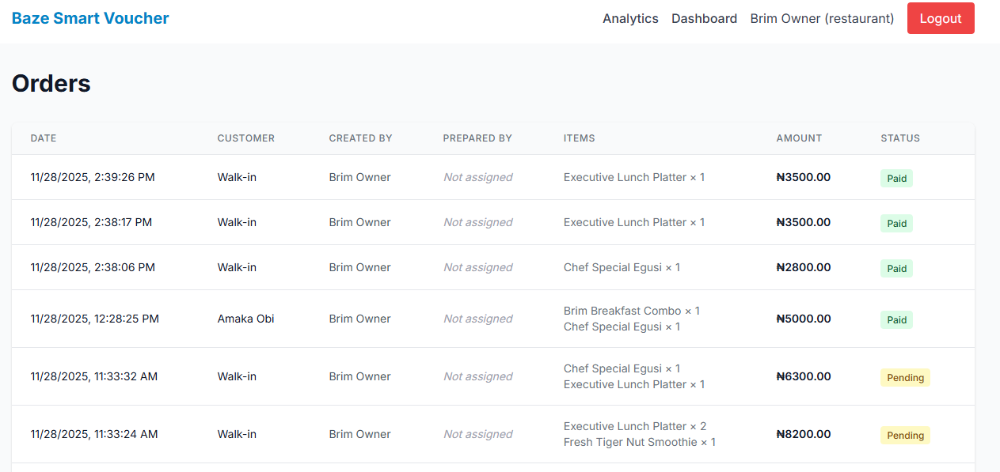 Baze Smart Voucher
Analytics Dashboard Brim Owner (restaurant) Logout
Orders
DATE CUSTOMER CREATED BY PREPARED BY ITEMS AMOUNT STATUS
11/28/2025, 2:39:26 PM Walk-in Brim Owner Not assigned Executive Lunch Platter × 1 ₦3500.00 Paid
11/28/2025, 2:38:17 PM Walk-in Brim Owner Not assigned Executive Lunch Platter × 1 ₦3500.00 Paid
11/28/2025, 2:38:06 PM Walk-in Brim Owner Not assigned Chef Special Egusi × 1 ₦2800.00 Paid
11/28/2025, 12:28:25 PM Amaka Obi Brim Owner Not assigned Brim Breakfast Combo × 1
Chef Special Egusi × 1 ₦5000.00 Paid
11/28/2025, 11:33:32 AM Walk-in Brim Owner Not assigned Chef Special Egusi × 1
Executive Lunch Platter × 1 ₦6300.00 Pending
11/28/2025, 11:33:24 AM Walk-in Brim Owner Not assigned Executive Lunch Platter × 2
Fresh Tiger Nut Smoothie × 1 ₦8200.00 Pending